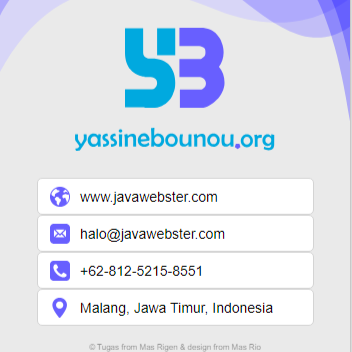 YB
yassinebounou.org
www.javawebster.com
halo@javawebster.com
+62-812-5215-8551
Malang, Jawa Timur, Indonesia
© Tugas from Mas Rigen & design from Mas Rio